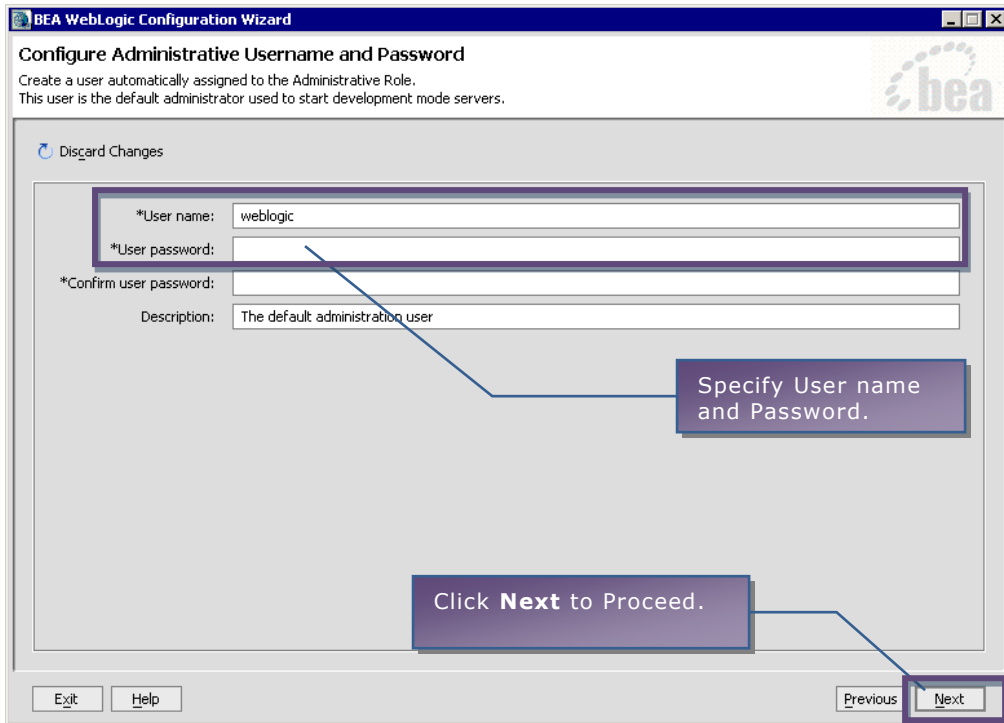 BEA WebLogic Configuration Wizard
Configure Administrative Username and Password
Create a user automatically assigned to the Administrative Role.
This user is the default administrator used to start development mode servers.
bea
Discard Changes
*User name: weblogic
*User password:
*Confirm user password:
Description: The default administration user
Specify User name
and Password.
Click Next to Proceed.
Exit Help Previous Next